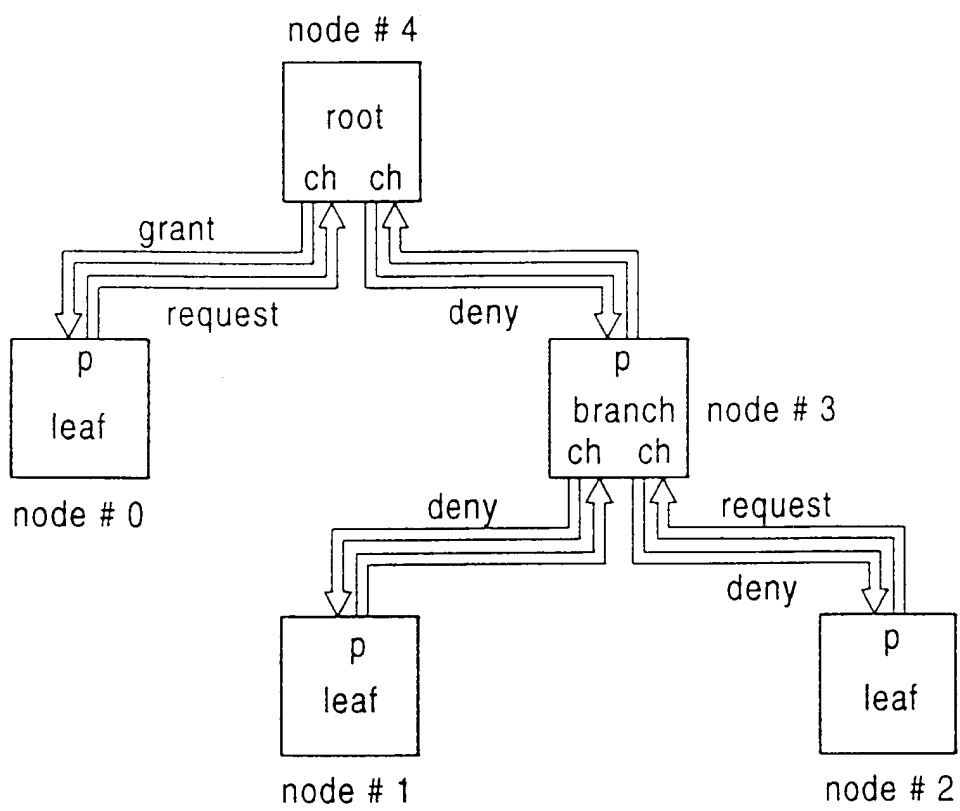 node # 4
root
ch ch
grant
request
deny
p
leaf
node # 0
p
branch
ch ch
node # 3
deny
request
deny
p
leaf
node # 1
p
leaf
node # 2